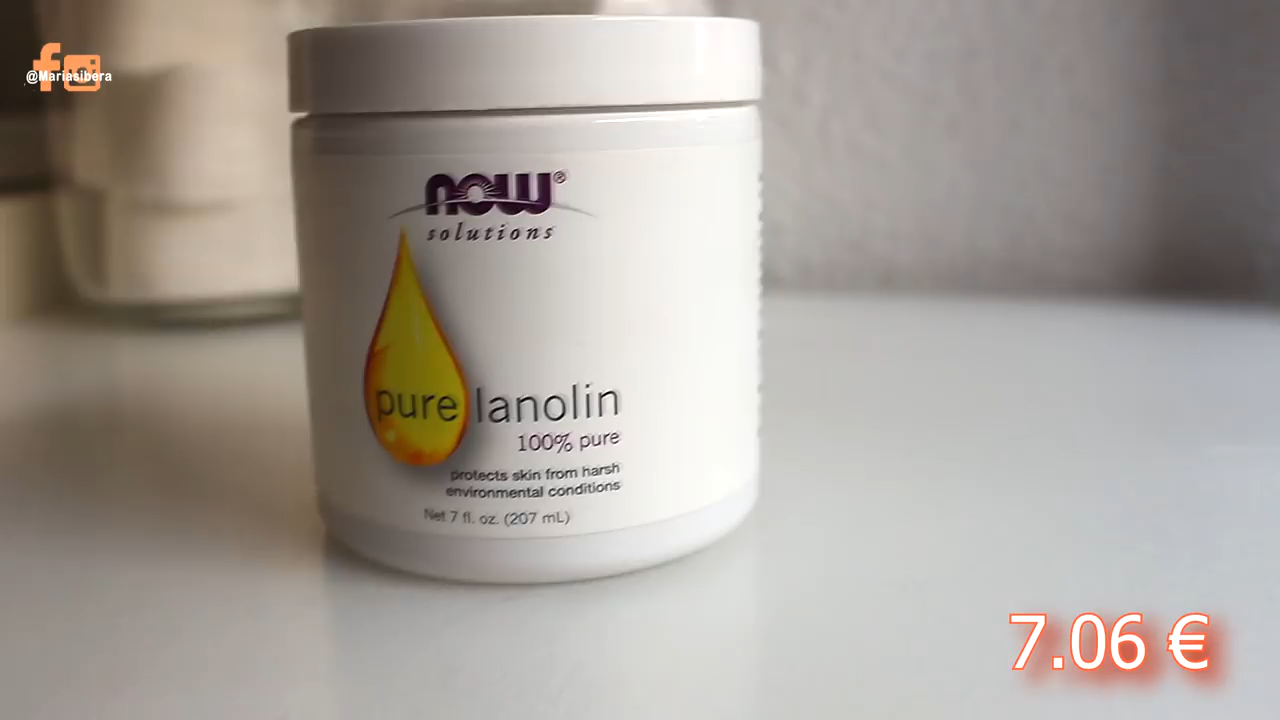 @Mariasibera
now®
solutions
pure lanolin
100% pure
protects skin from harsh
environmental conditions
Net 7 fl. oz. (207 mL)
7.06 €